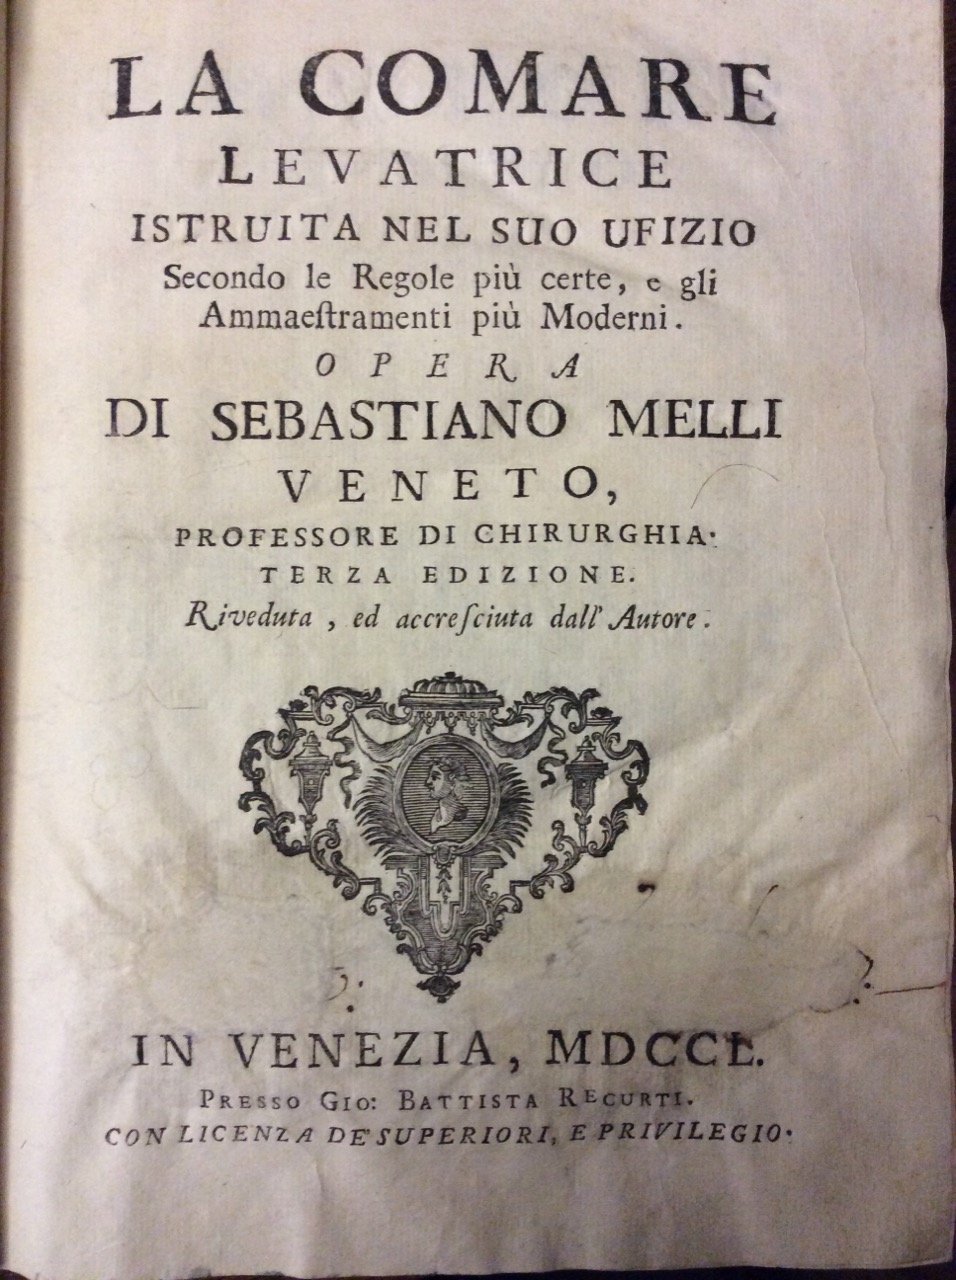 LA COMARE
LEVATRICE
ISTRUITA NEL SUO UFIZIO
Secondo le Regole più certe, e gli
Ammaeſtramenti più Moderni.
OPERA
DI SEBASTIANO MELLI
VENETO,
PROFESSORE DI CHIRURGHIA.
TERZA EDIZIONE.
Riveduta, ed accreſciuta dall' Autore.
IN VENEZIA, MDCCL.
PRESSO GIO: BATTISTA RECURTI.
CON LICENZA DE' SUPERIORI, E PRIVILEGIO.